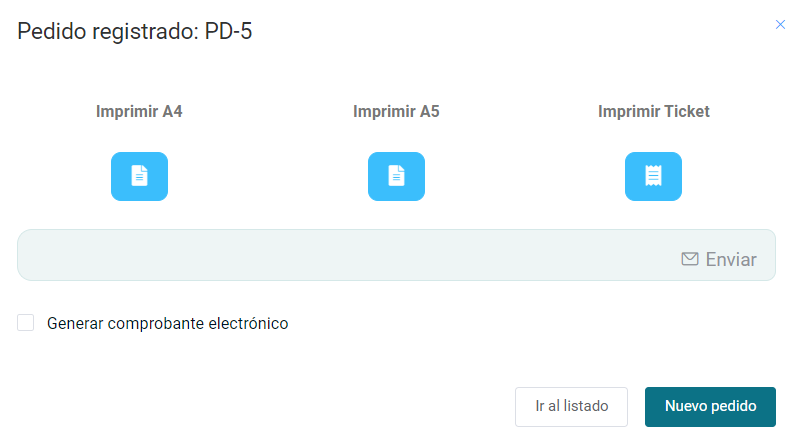 Pedido registrado: PD-5
Imprimir A4
Imprimir A5
Imprimir Ticket
Enviar
Generar comprobante electrónico
Ir al listado
Nuevo pedido